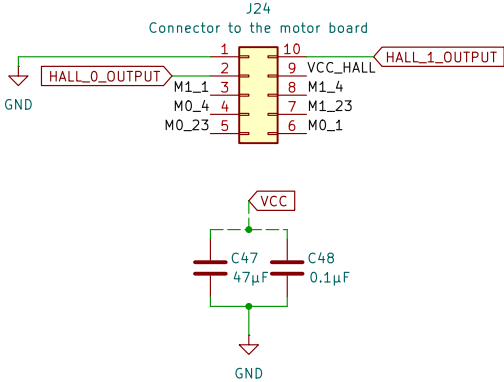 J24
Connector to the motor board
1 10 HALL_1_OUTPUT
HALL_0_OUTPUT 2 9 VCC_HALL
GND M1_1 3 8 M1_4
M0_4 4 7 M1_23
M0_23 5 6 M0_1
VCC
C47 C48
47µF 0.1µF
GND